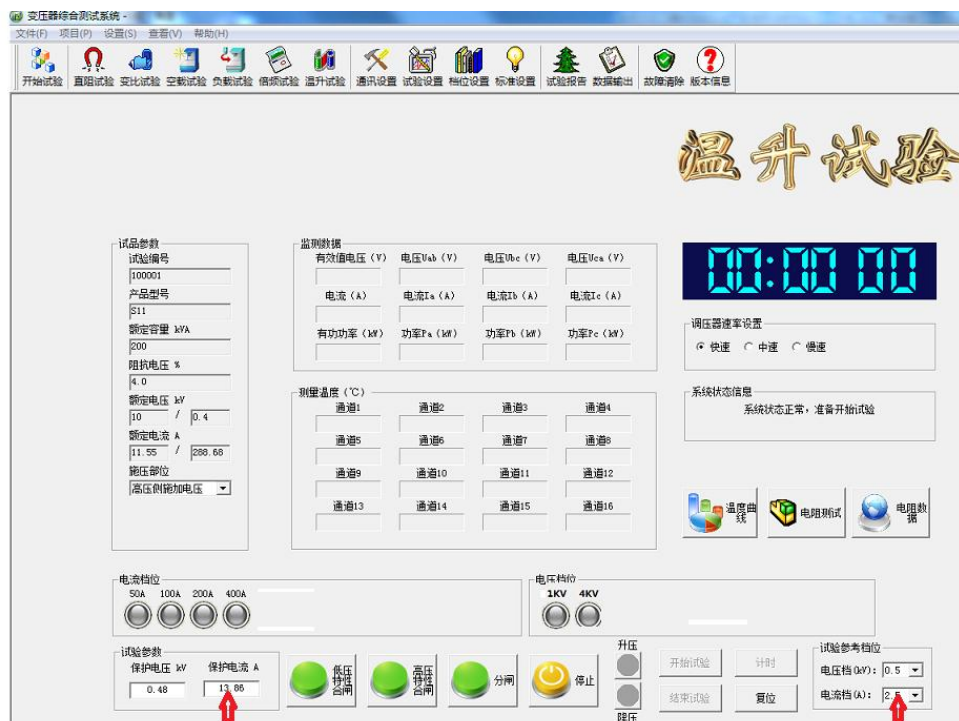 变压器综合测试系统 -
文件(F) 项目(P) 设置(S) 查看(V) 帮助(H)
开始试验 直阻试验 变比试验 空载试验 负载试验 倍频试验 温升试验 通讯设置 试验设置 档位设置 标准设置 试验报告 数据输出 故障清除 版本信息
温升试验
试品参数
试验编号
100001
产品型号
S11
额定容量 kVA
200
阻抗电压 %
4.0
额定电压 kV
10 / 0.4
额定电流 A
11.55 / 288.68
施压部位
高压侧施加电压
监测数据
有效值电压 (V) 电压Uab (V) 电压Ubc (V) 电压Uca (V)
电流 (A) 电流Ia (A) 电流Ib (A) 电流Ic (A)
有功功率 (kW) 功率Pa (kW) 功率Pb (kW) 功率Pc (kW)
测量温度 (℃)
通道1 通道2 通道3 通道4
通道5 通道6 通道7 通道8
通道9 通道10 通道11 通道12
通道13 通道14 通道15 通道16
00:00 00
调压器速率设置
快速 中速 慢速
系统状态信息
系统状态正常，准备开始试验
温度曲线
电阻测试
电阻数据
电流档位
50A 100A 200A 400A
电压档位
1KV 4KV
试验参数
保护电压 kV 保护电流 A
0.48 13.86
低压特性合闸
高压特性合闸
分闸
停止
升压
降压
开始试验 计时
结束试验 复位
试验参考档位
电压档(kV): 0.5
电流档(A):